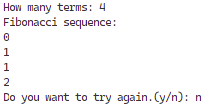 How many terms: 4
Fibonacci sequence:
0
1
1
2
Do you want to try again.(y/n): n